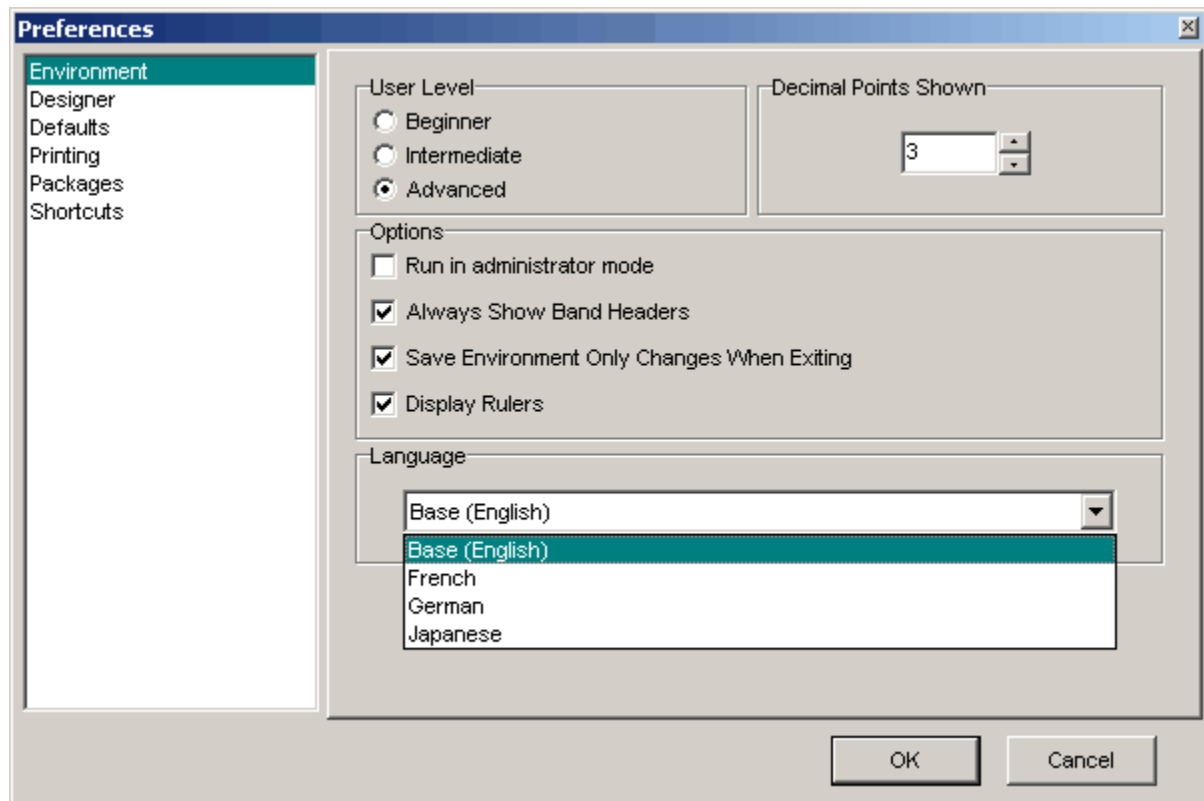 Preferences
Environment
Designer
Defaults
Printing
Packages
Shortcuts
User Level
Beginner
Intermediate
Advanced
Decimal Points Shown
3
Options
Run in administrator mode
Always Show Band Headers
Save Environment Only Changes When Exiting
Display Rulers
Language
Base (English)
Base (English)
French
German
Japanese
OK
Cancel